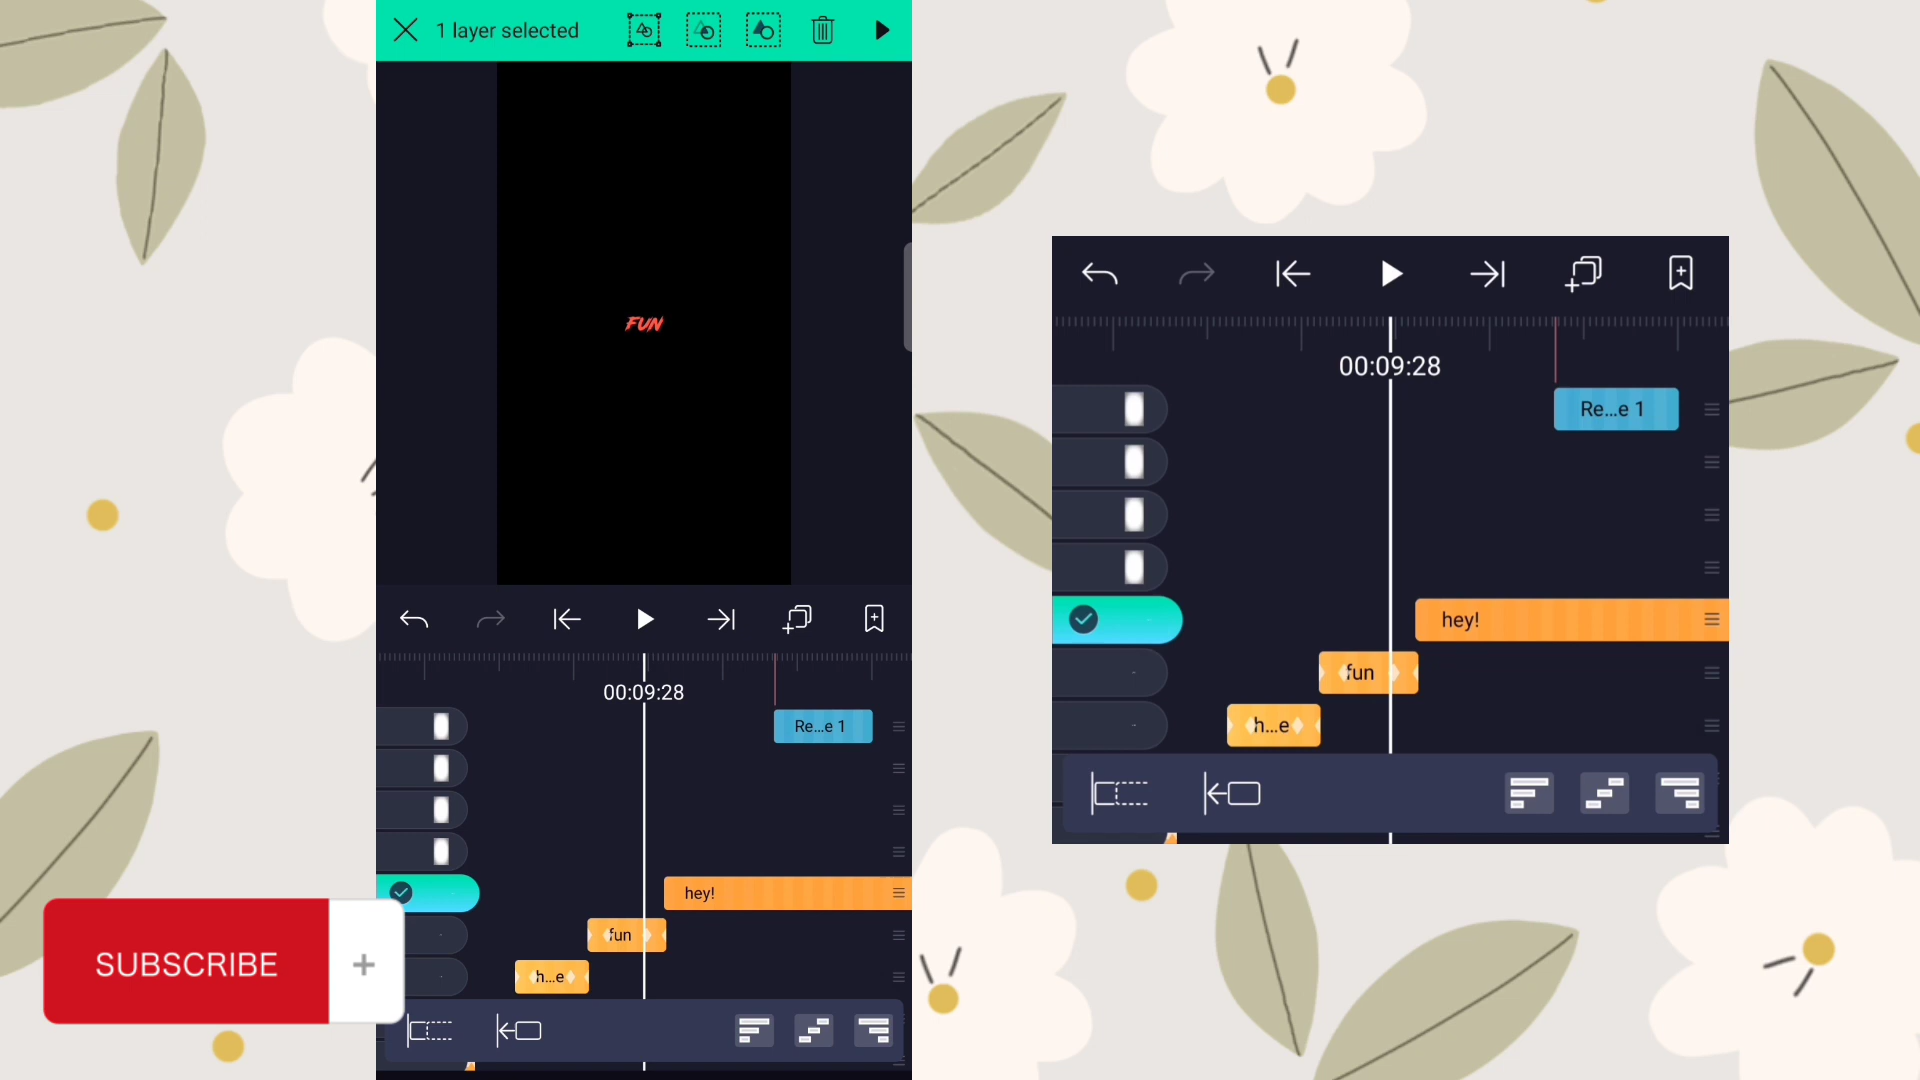 1 layer selected
FUN
00:09:28
Re...e 1
hey!
fun
h...e
SUBSCRIBE +
00:09:28
Re...e 1
hey!
fun
h...e